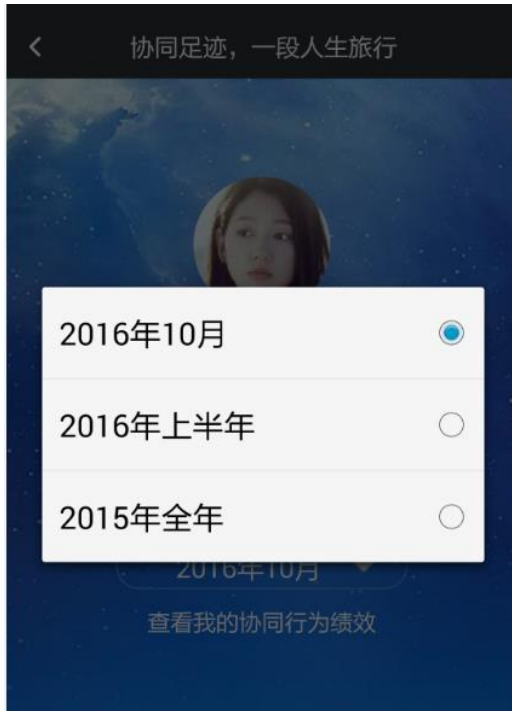 协同足迹，一段人生旅行
2016年10月
2016年上半年
2015年全年
2016年10月
查看我的协同行为绩效